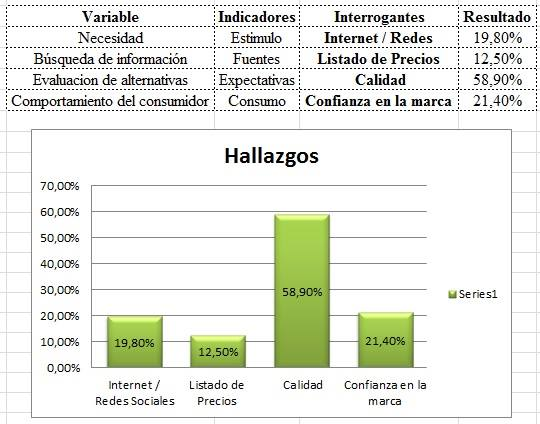 Variable Indicadores Interrogantes Resultado
Necesidad Estimulo Internet / Redes 19,80%
Búsqueda de información Fuentes Listado de Precios 12,50%
Evaluacion de alternativas Expectativas Calidad 58,90%
Comportamiento del consumidor Consumo Confianza en la marca 21,40%
Hallazgos
70,00%
60,00%
50,00%
40,00%
30,00%
20,00%
10,00%
0,00%
19,80%
12,50%
58,90%
21,40%
Series1
Internet / Listado de Calidad Confianza en la
Redes Sociales Precios marca